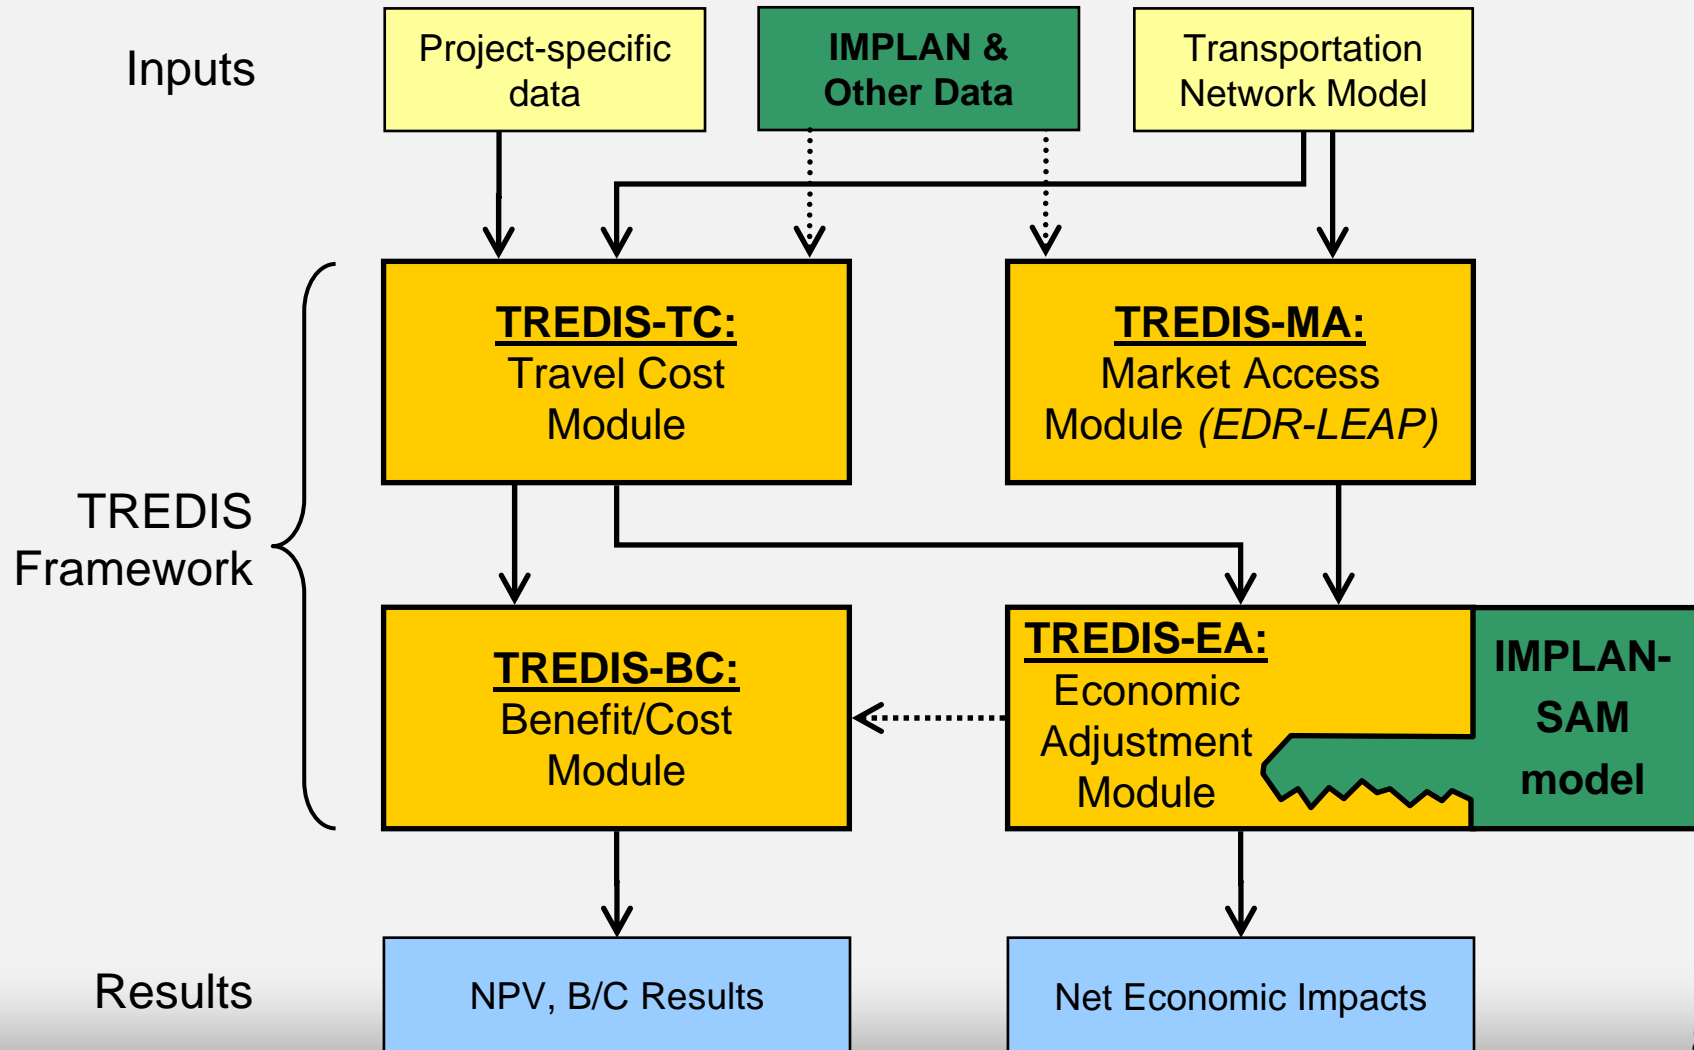 Inputs
Project-specific
data
IMPLAN &
Other Data
Transportation
Network Model
TREDIS
Framework
TREDIS-TC:
Travel Cost
Module
TREDIS-MA:
Market Access
Module (EDR-LEAP)
TREDIS-BC:
Benefit/Cost
Module
TREDIS-EA:
Economic
Adjustment
Module
IMPLAN-
SAM
model
Results
NPV, B/C Results
Net Economic Impacts